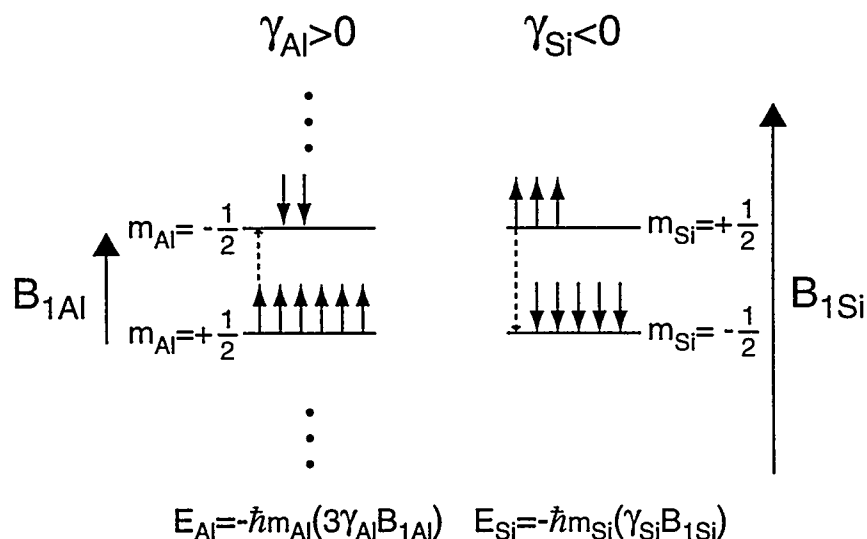 γAl>0 γSi<0
mAl= -1/2 mSi=+1/2
B1Al B1Si
mAl=+1/2 mSi= -1/2
EAl=-ħmAl(3γAlB1Al) ESi=-ħmSi(γSiB1Si)